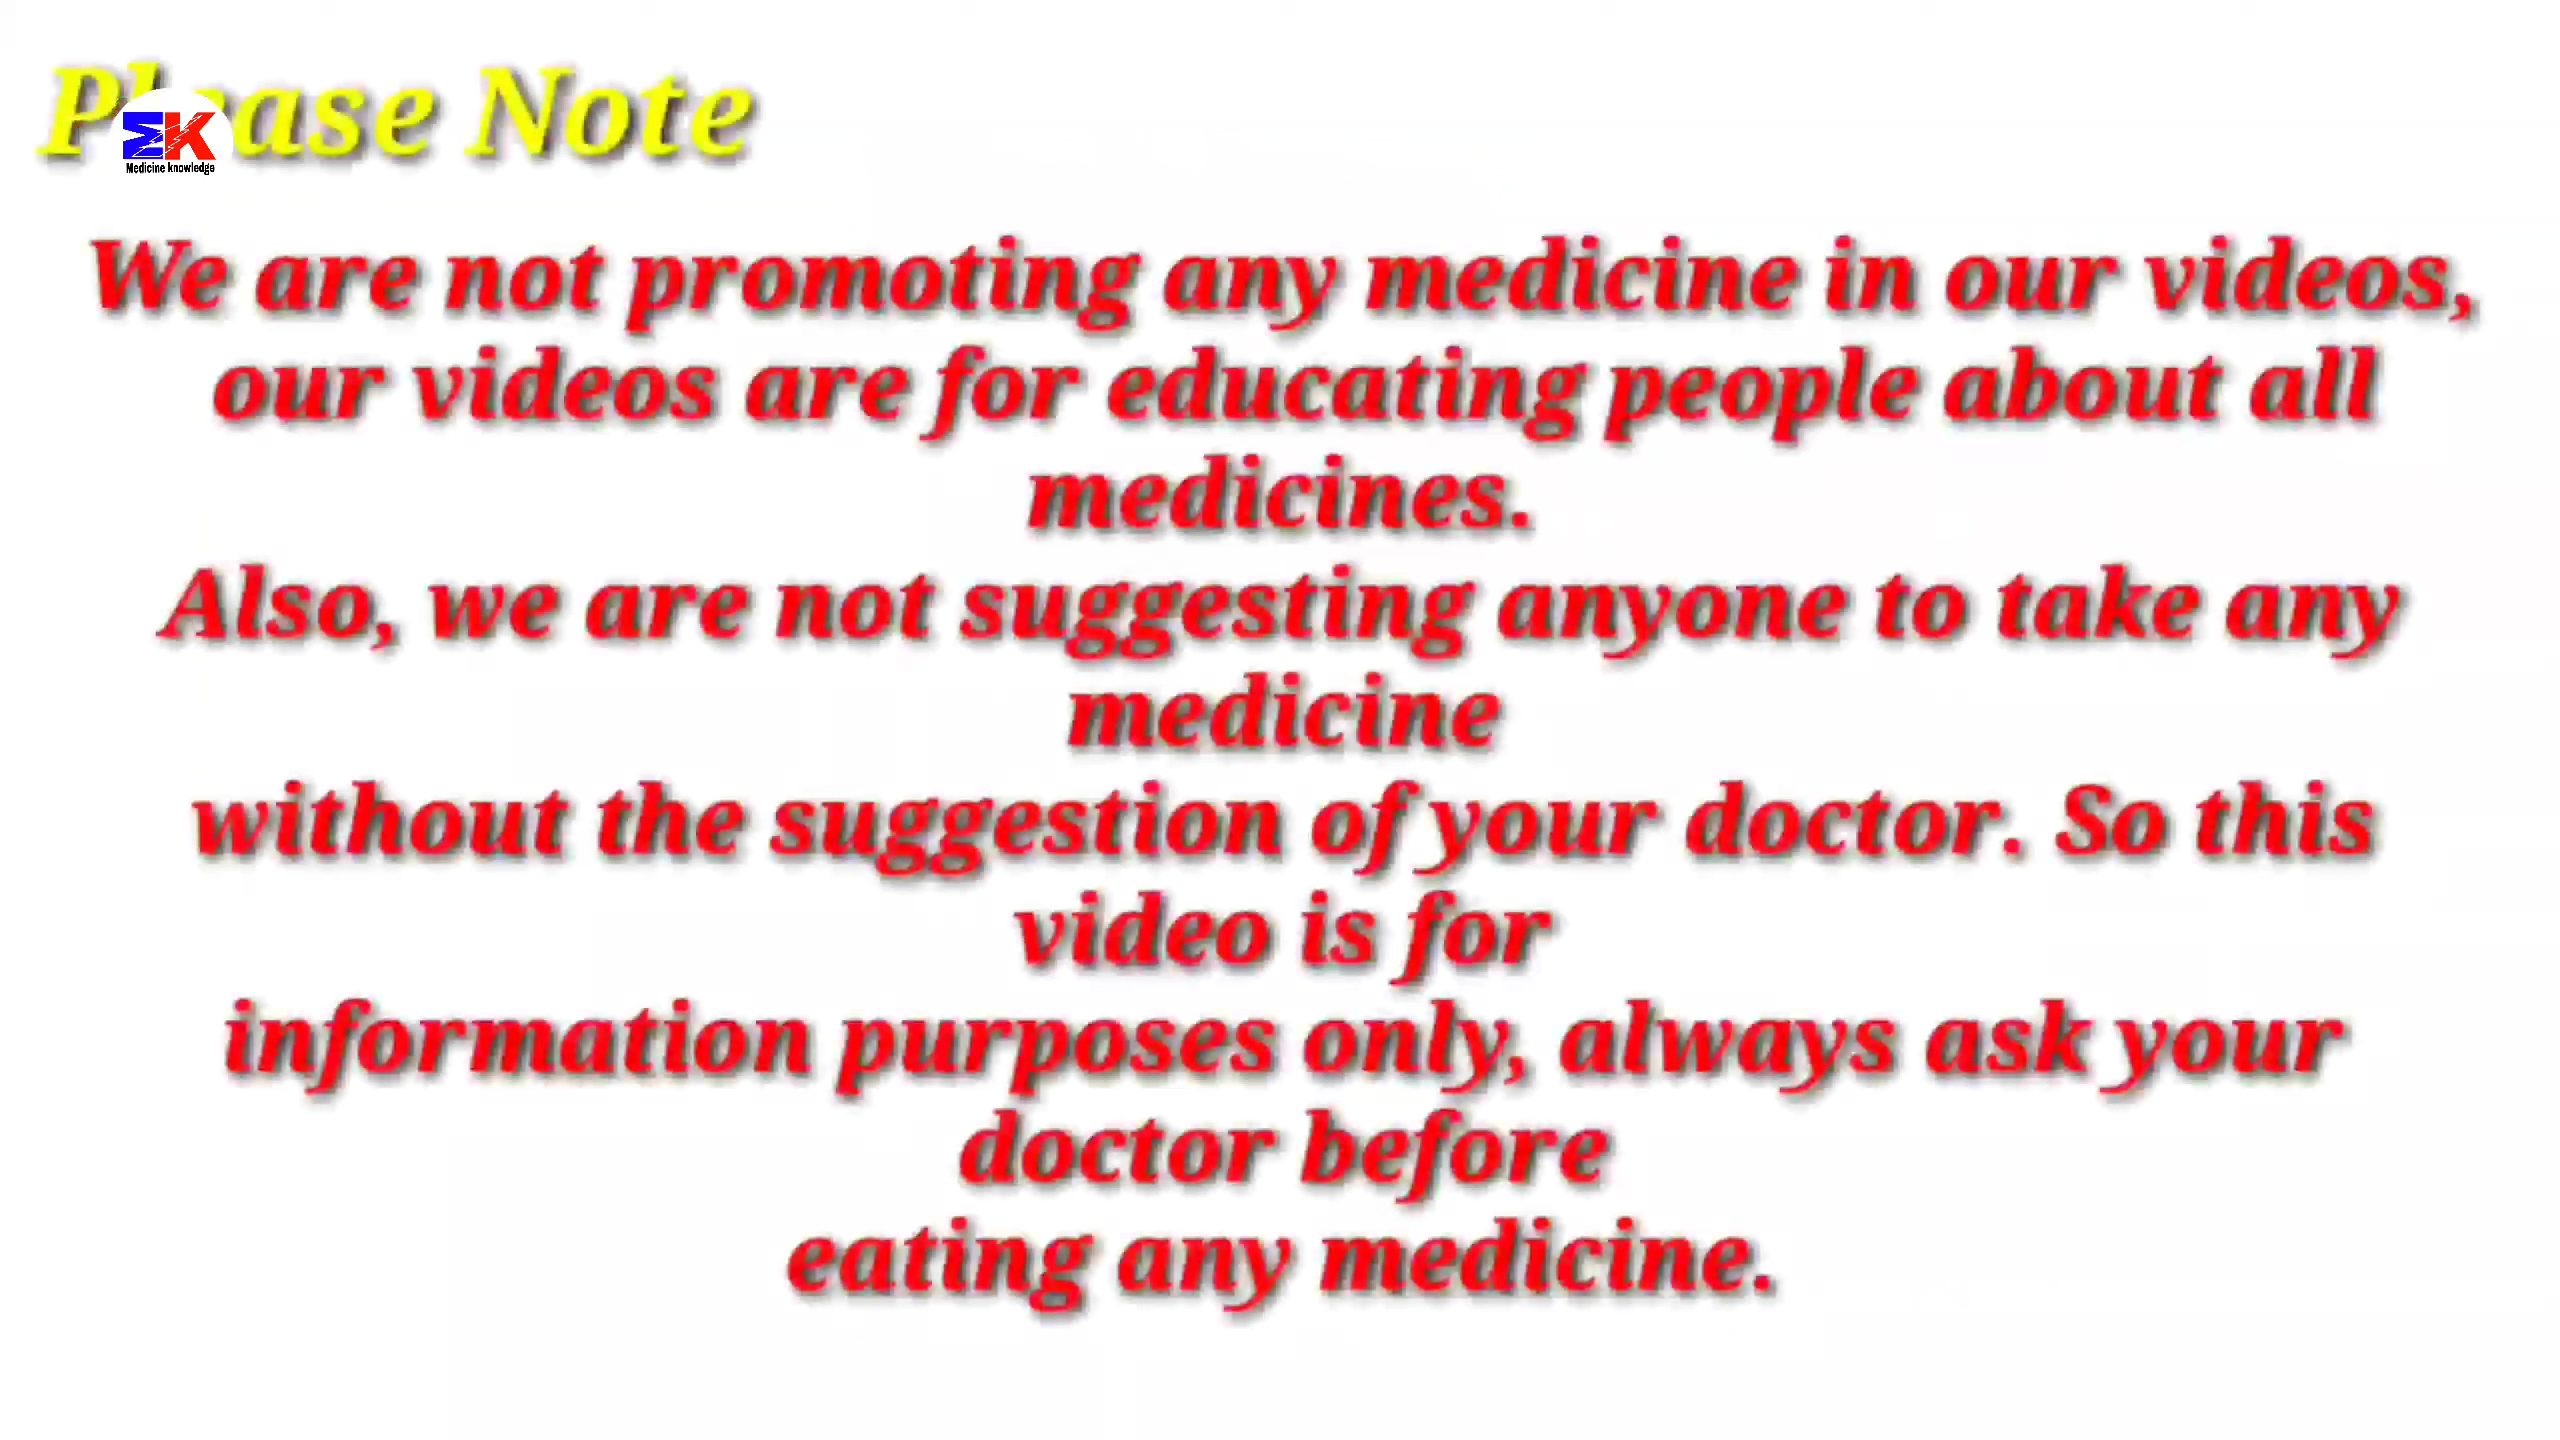 Please Note
MK
Medicine knowledge
We are not promoting any medicine in our videos,
our videos are for educating people about all
medicines.
Also, we are not suggesting anyone to take any
medicine
without the suggestion of your doctor. So this
video is for
information purposes only, always ask your
doctor before
eating any medicine.